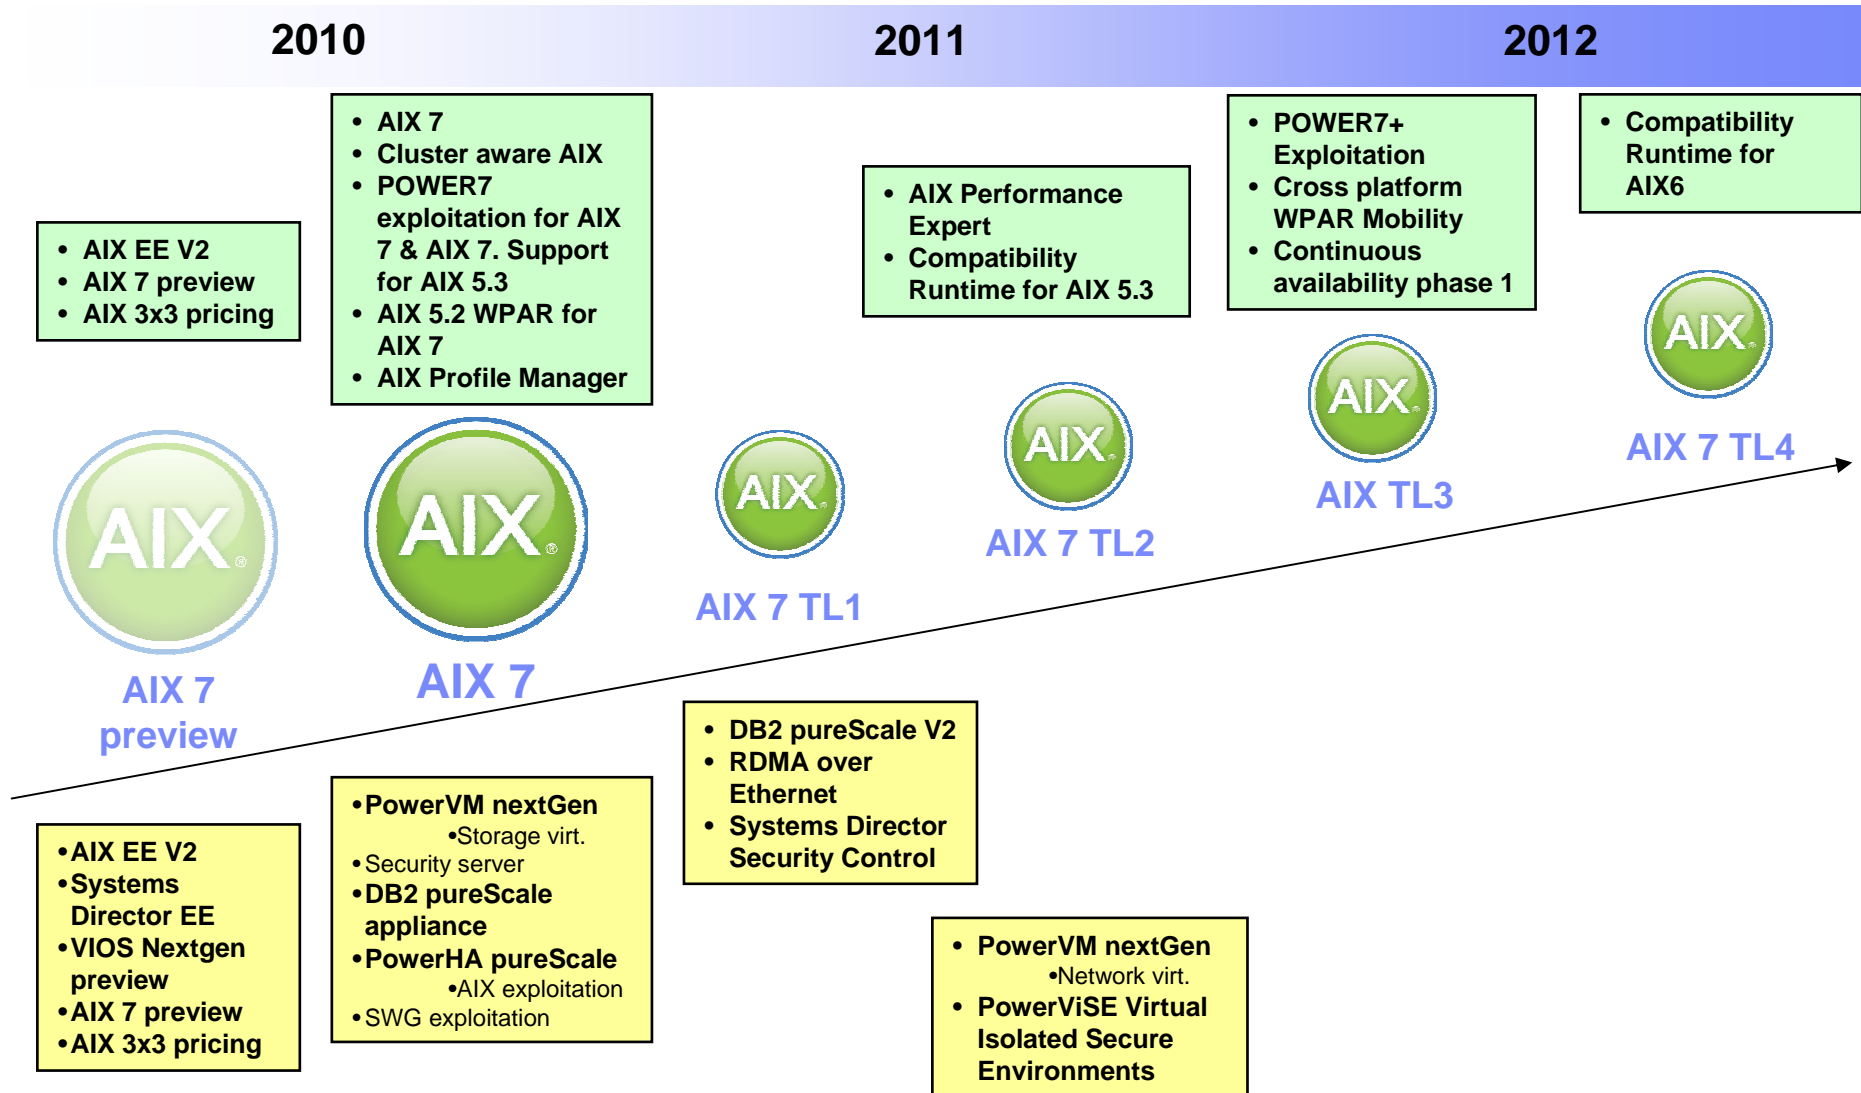 2010
2011
2012
• AIX EE V2
• AIX 7 preview
• AIX 3x3 pricing
• AIX 7
• Cluster aware AIX
• POWER7
exploitation for AIX
7 & AIX 7. Support
for AIX 5.3
• AIX 5.2 WPAR for
AIX 7
• AIX Profile Manager
• AIX Performance
Expert
• Compatibility
Runtime for AIX 5.3
• POWER7+
Exploitation
• Cross platform
WPAR Mobility
• Continuous
availability phase 1
• Compatibility
Runtime for
AIX6
AIX®
AIX 7
preview
AIX®
AIX 7
AIX®
AIX 7 TL1
AIX®
AIX 7 TL2
AIX®
AIX TL3
AIX®
AIX 7 TL4
•AIX EE V2
•Systems
Director EE
•VIOS Nextgen
preview
•AIX 7 preview
•AIX 3x3 pricing
•PowerVM nextGen
•Storage virt.
•Security server
•DB2 pureScale
appliance
•PowerHA pureScale
•AIX exploitation
•SWG exploitation
• DB2 pureScale V2
• RDMA over
Ethernet
• Systems Director
Security Control
• PowerVM nextGen
•Network virt.
• PowerViSE Virtual
Isolated Secure
Environments